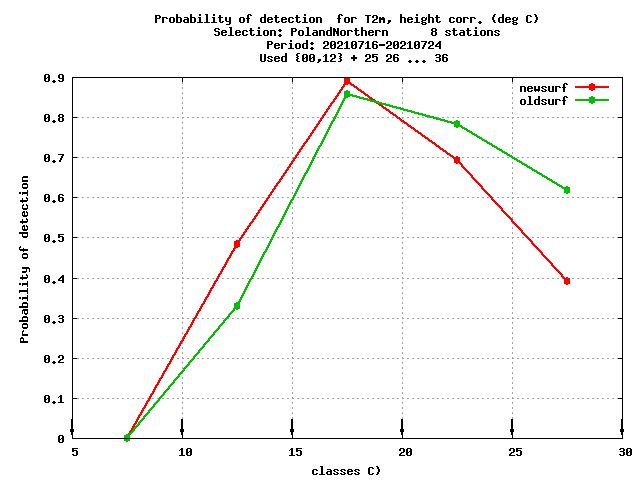 Probability of detection  for T2m, height corr. (deg C)
Selection: PolandNorthern      8 stations
Period: 20210716-20210724
Used {00,12} + 25 26 ... 36
newsurf
oldsurf
0.9
0.8
0.7
0.6
0.5
0.4
0.3
0.2
0.1
0
Probability of detection
5 10 15 20 25 30
classes C)